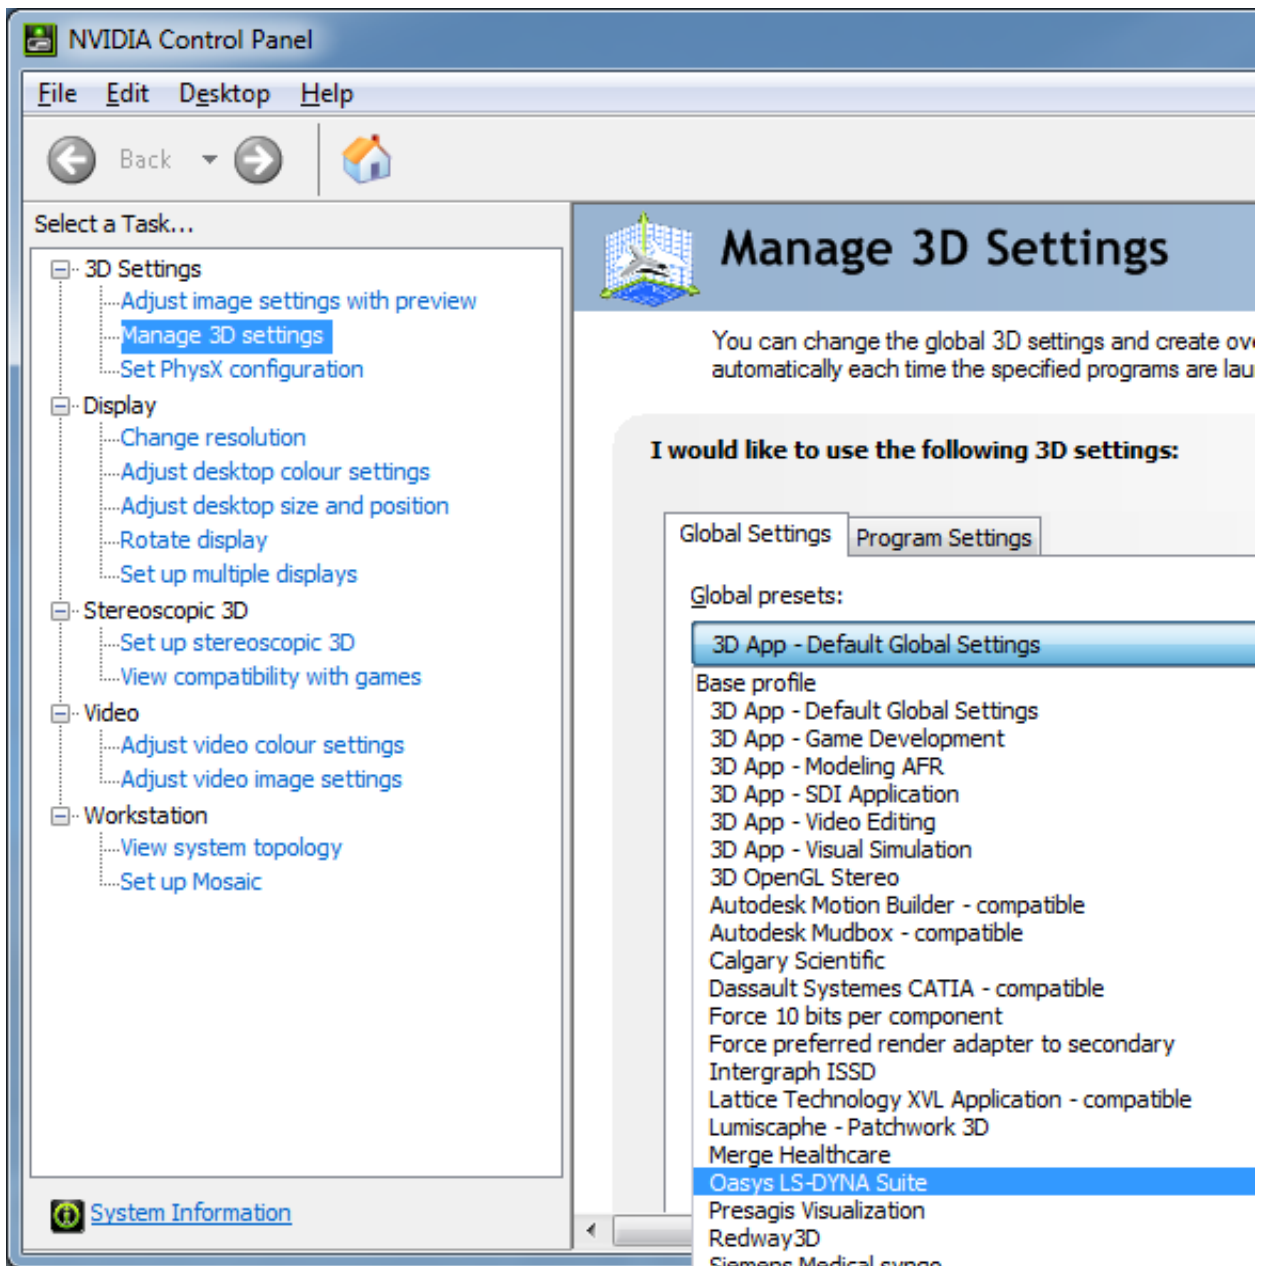 NVIDIA Control Panel
File Edit Desktop Help
Back
Select a Task...
3D Settings
Adjust image settings with preview
Manage 3D settings
Set PhysX configuration
Display
Change resolution
Adjust desktop colour settings
Adjust desktop size and position
Rotate display
Set up multiple displays
Stereoscopic 3D
Set up stereoscopic 3D
View compatibility with games
Video
Adjust video colour settings
Adjust video image settings
Workstation
View system topology
Set up Mosaic
System Information
Manage 3D Settings
You can change the global 3D settings and create
automatically each time the specified programs are
I would like to use the following 3D settings:
Global Settings Program Settings
Global presets:
3D App - Default Global Settings
Base profile
3D App - Default Global Settings
3D App - Game Development
3D App - Modeling AFR
3D App - SDI Application
3D App - Video Editing
3D App - Visual Simulation
3D OpenGL Stereo
Autodesk Motion Builder - compatible
Autodesk Mudbox - compatible
Calgary Scientific
Dassault Systemes CATIA - compatible
Force 10 bits per component
Force preferred render adapter to secondary
Intergraph ISSD
Lattice Technology XVL Application - compatible
Lumiscaphe - Patchwork 3D
Merge Healthcare
Oasys LS-DYNA Suite
Presagis Visualization
Redway3D
Siemens Medical syngo